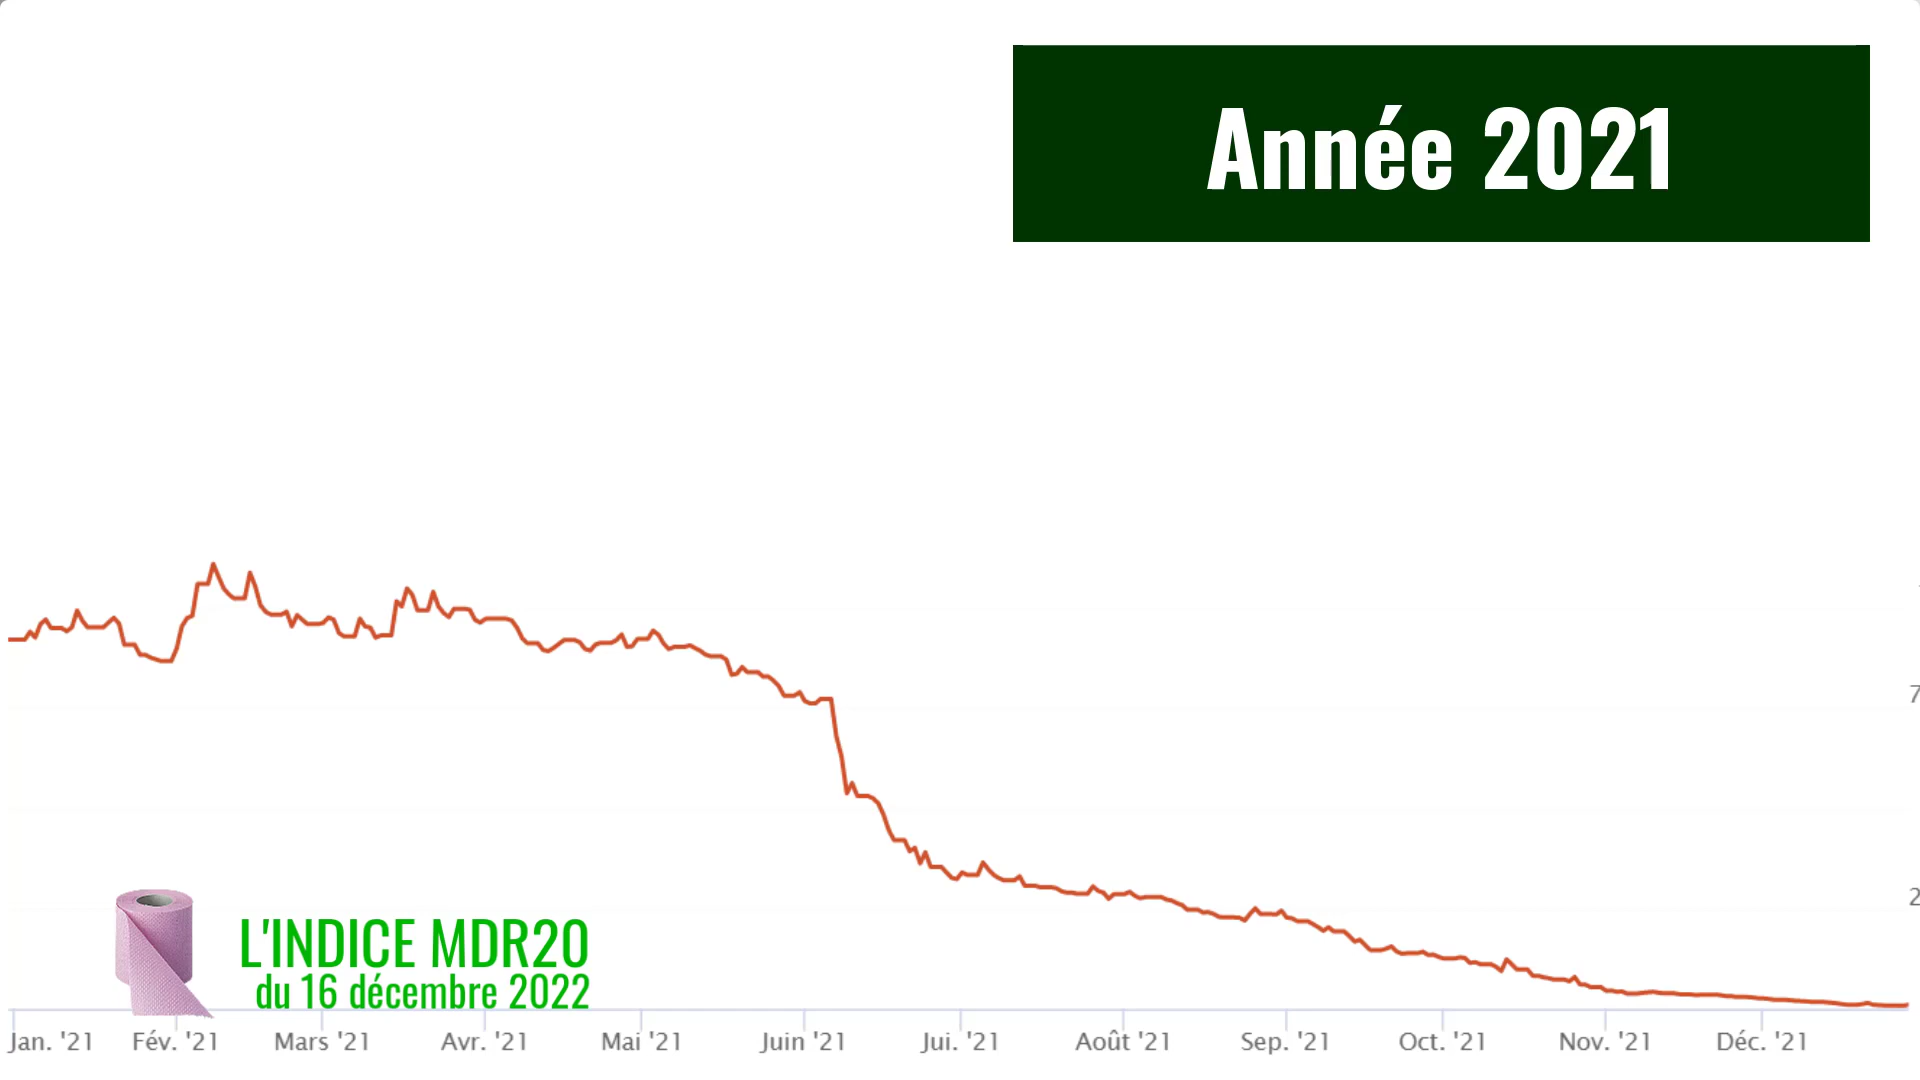 Année 2021
7
2
L'INDICE MDR20
du 16 décembre 2022
Jan. '21 Fév. '21 Mars '21 Avr. '21 Mai '21 Juin '21 Jui. '21 Août '21 Sep. '21 Oct. '21 Nov. '21 Déc. '21